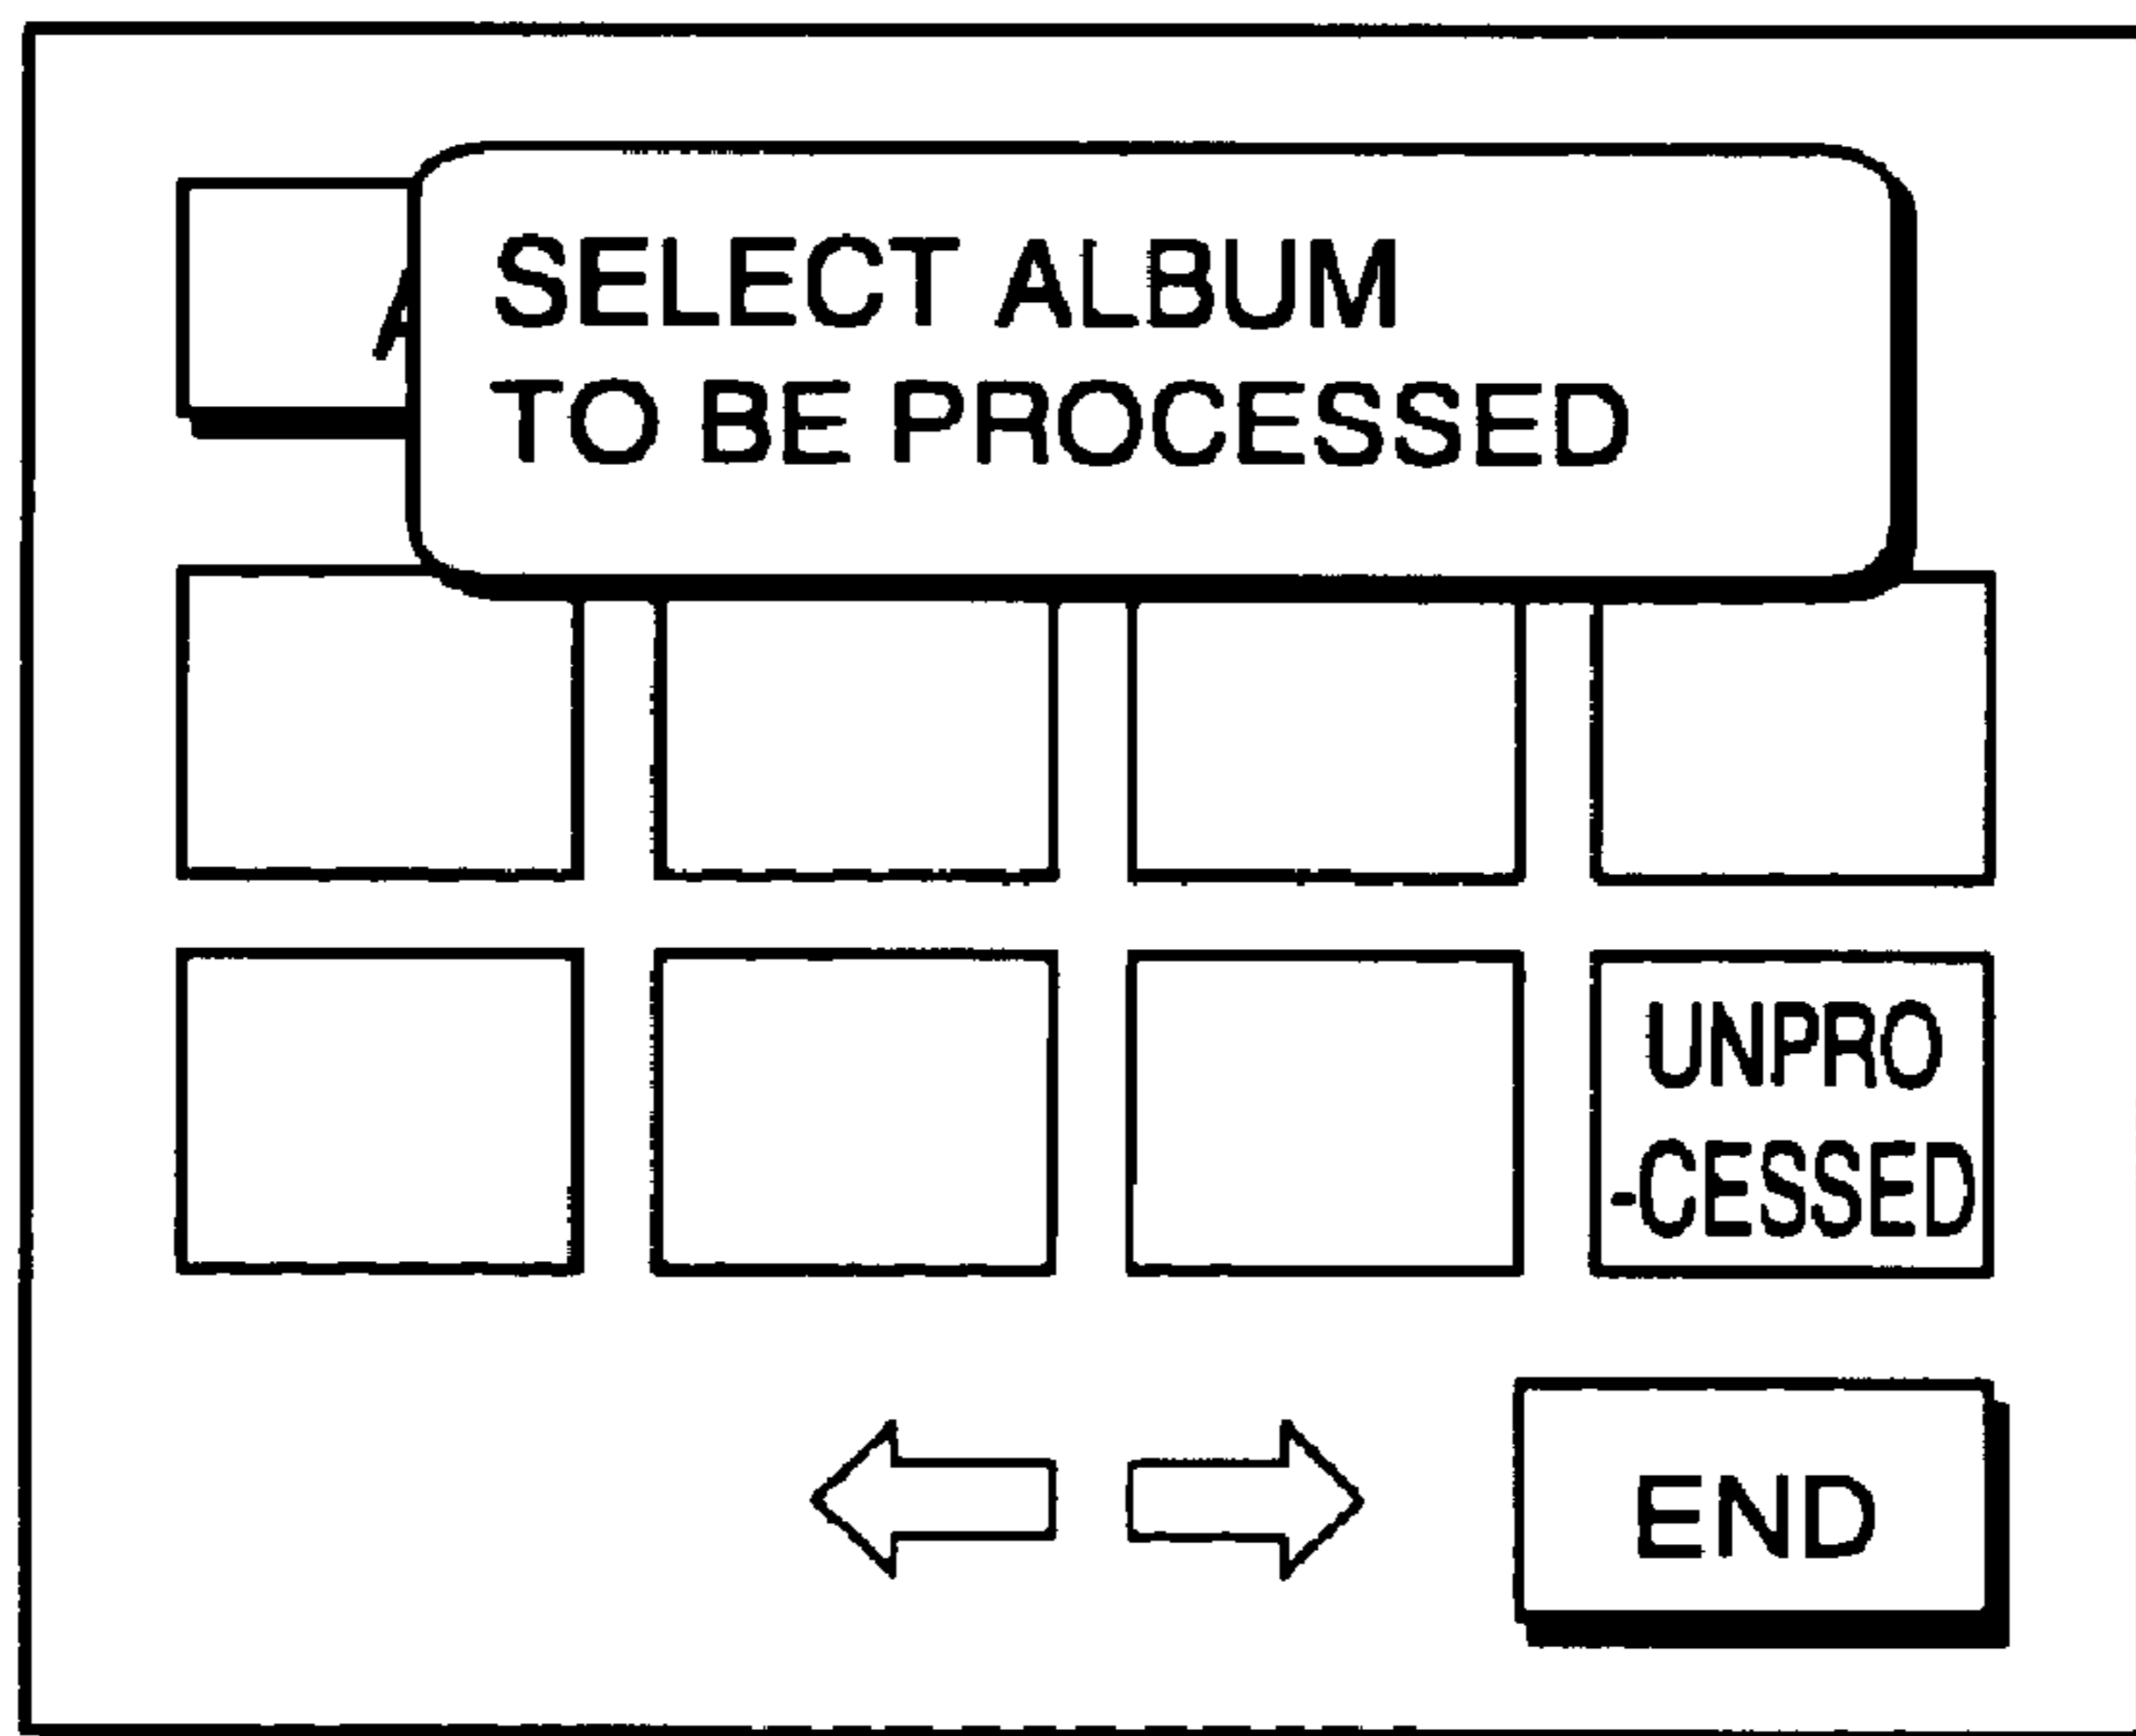 SELECT ALBUM
TO BE PROCESSED
UNPRO
-CESSED
END